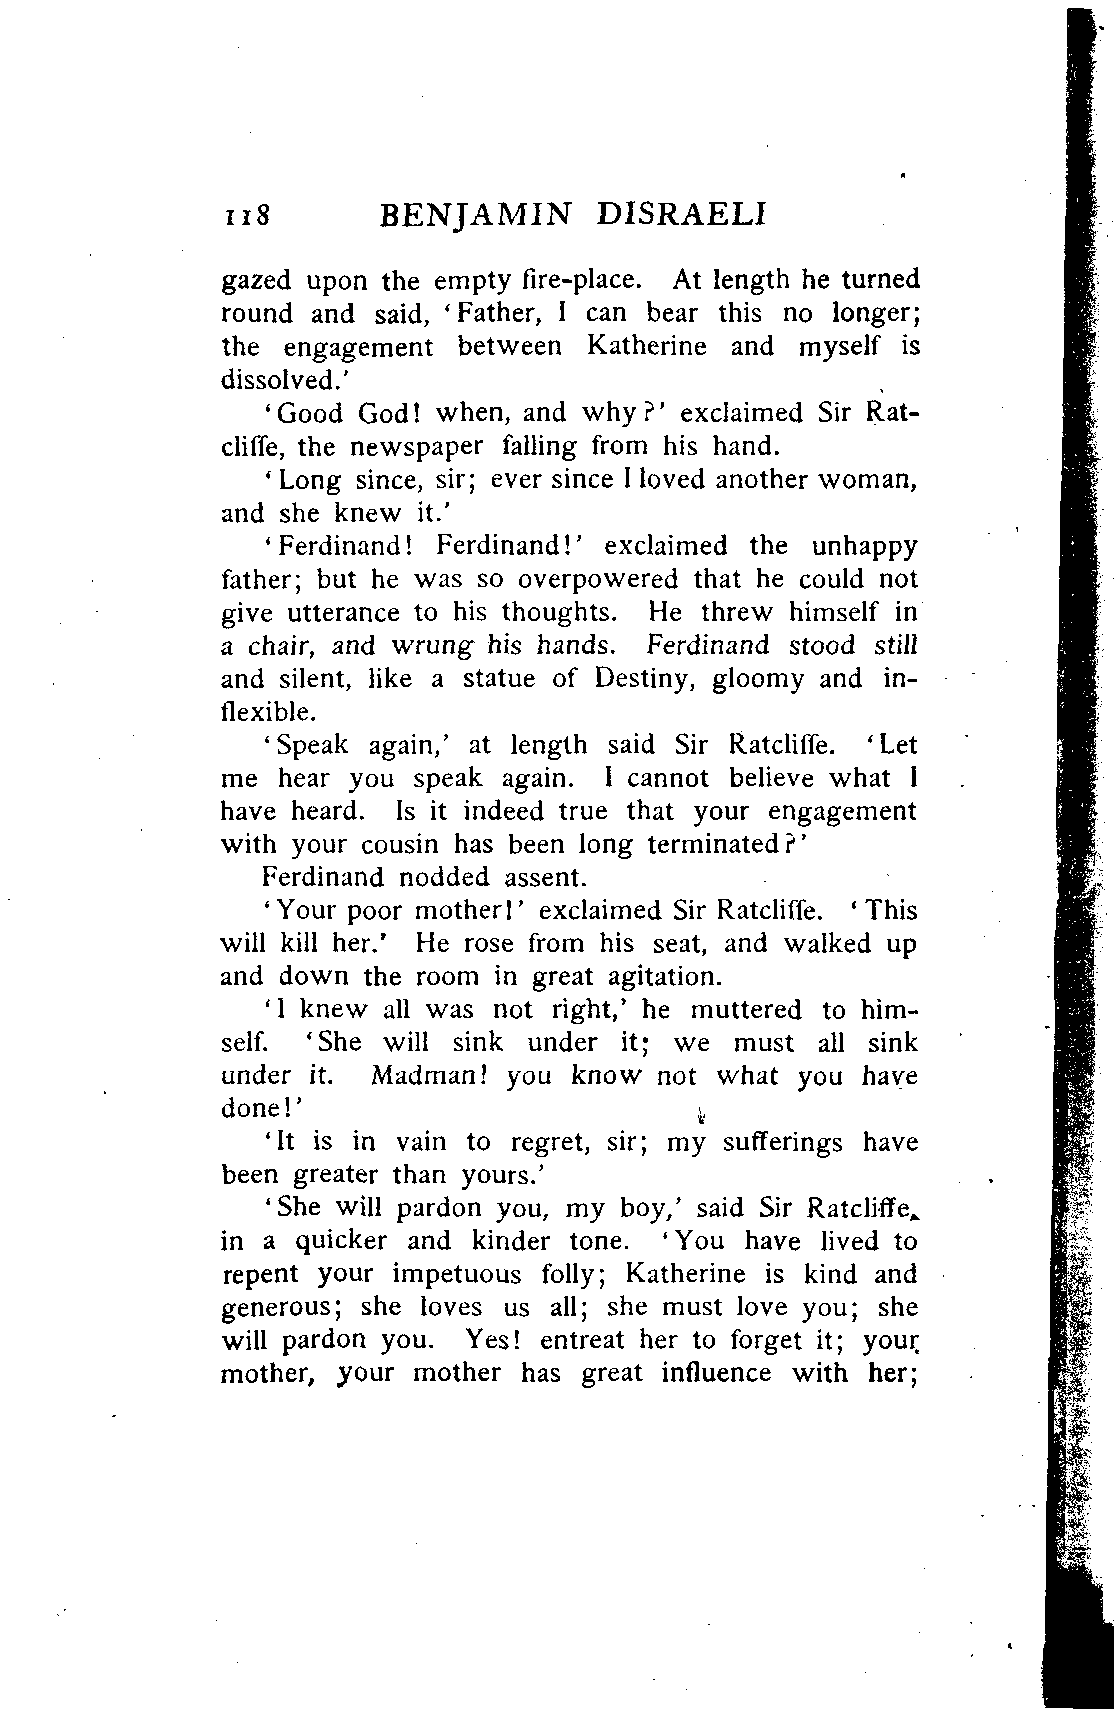 118 BENJAMIN DISRAELI
gazed upon the empty fire-place. At length he turned
round and said, ‘Father, I can bear this no longer;
the engagement between Katherine and myself is
dissolved.’
‘Good God! when, and why?’ exclaimed Sir Rat-
cliffe, the newspaper falling from his hand.
‘Long since, sir; ever since I loved another woman,
and she knew it.’
‘Ferdinand! Ferdinand!’ exclaimed the unhappy
father; but he was so overpowered that he could not
give utterance to his thoughts. He threw himself in
a chair, and wrung his hands. Ferdinand stood still
and silent, like a statue of Destiny, gloomy and in-
flexible.
‘Speak again,’ at length said Sir Ratcliffe. ‘Let
me hear you speak again. I cannot believe what I
have heard. Is it indeed true that your engagement
with your cousin has been long terminated?’
Ferdinand nodded assent.
‘Your poor mother!’ exclaimed Sir Ratcliffe. ‘This
will kill her.’ He rose from his seat, and walked up
and down the room in great agitation.
‘I knew all was not right,’ he muttered to him-
self. ‘She will sink under it; we must all sink
under it. Madman! you know not what you have
done!’
‘It is in vain to regret, sir; my sufferings have
been greater than yours.’
‘She will pardon you, my boy,’ said Sir Ratcliffe,
in a quicker and kinder tone. ‘You have lived to
repent your impetuous folly; Katherine is kind and
generous; she loves us all; she must love you; she
will pardon you. Yes! entreat her to forget it; your
mother, your mother has great influence with her;